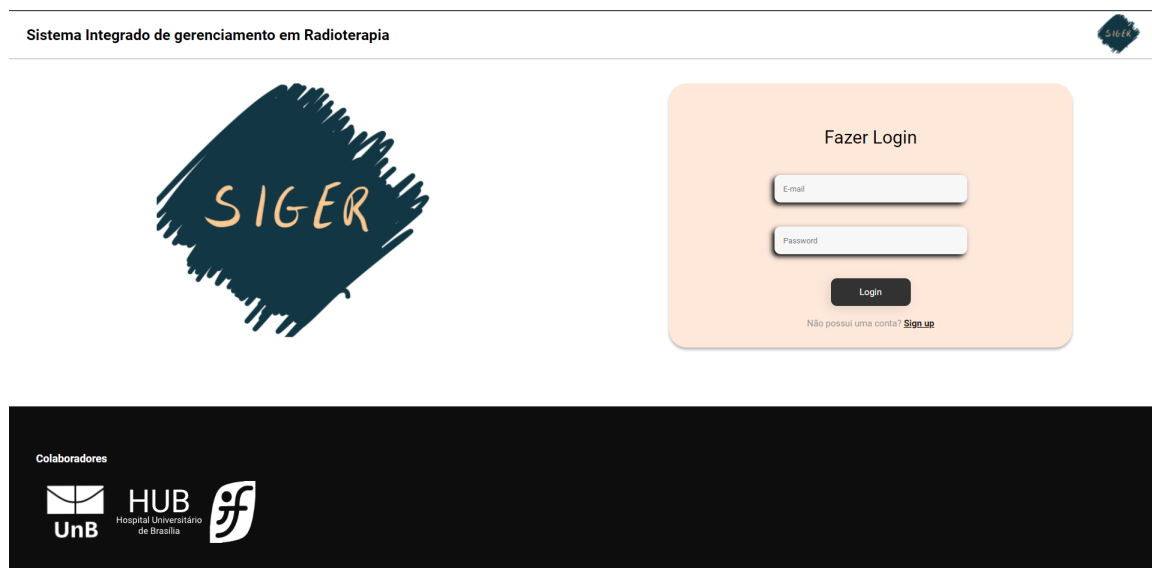 Sistema Integrado de gerenciamento em Radioterapia
SIGER
SIGER
Fazer Login
E-mail
Password
Login
Não possui uma conta? Sign up
Colaboradores
UnB
HUB
Hospital Universitário
de Brasília
if